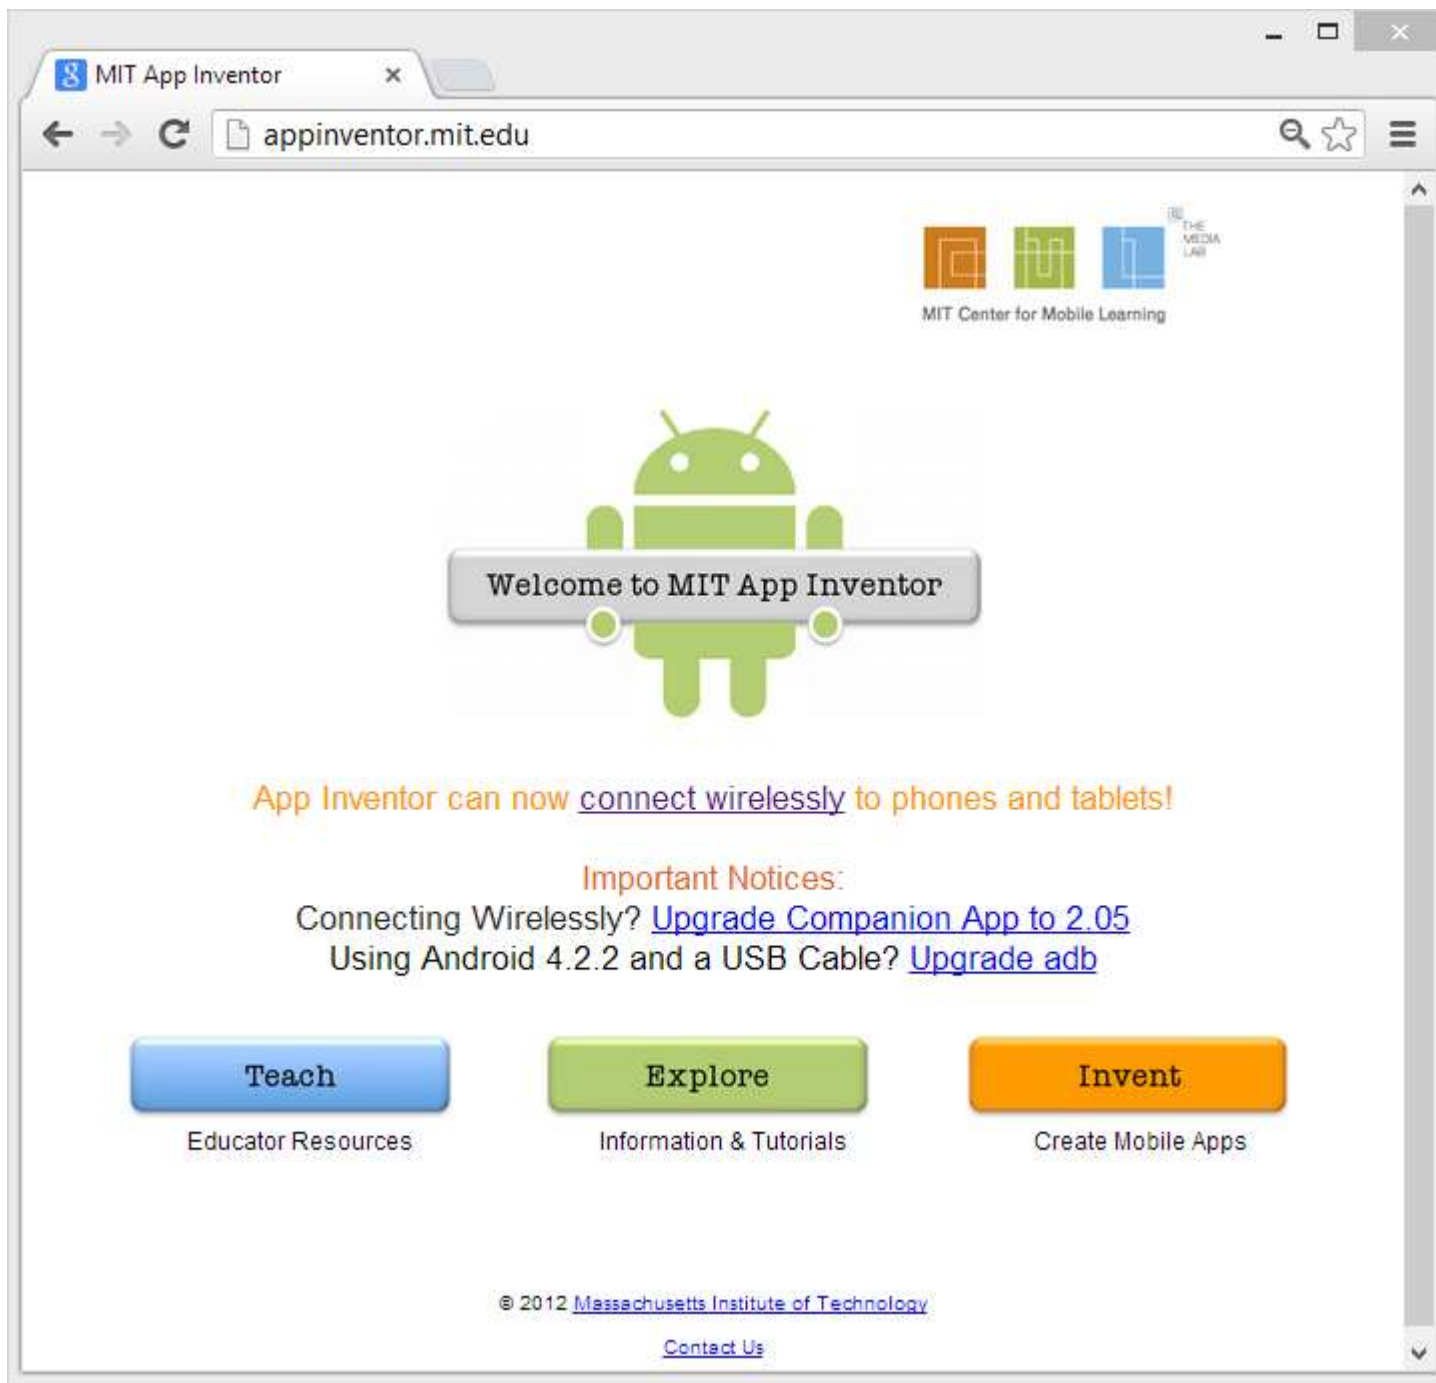 MIT App Inventor
appinventor.mit.edu
THE
MEDIA
LAB
MIT Center for Mobile Learning
Welcome to MIT App Inventor
App Inventor can now connect wirelessly to phones and tablets!
Important Notices:
Connecting Wirelessly? Upgrade Companion App to 2.05
Using Android 4.2.2 and a USB Cable? Upgrade adb
Teach
Explore
Invent
Educator Resources
Information & Tutorials
Create Mobile Apps
© 2012 Massachusetts Institute of Technology
Contact Us